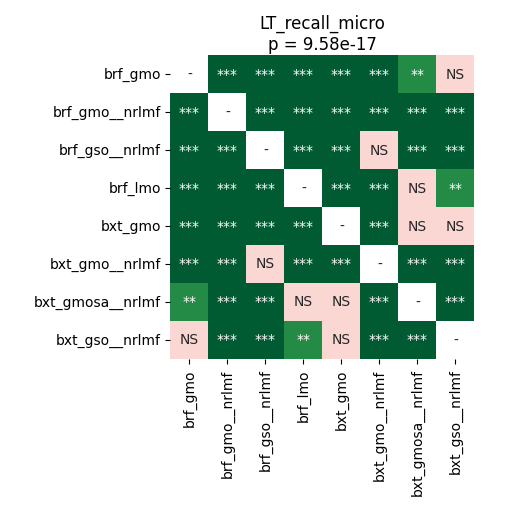 LT_recall_micro
p = 9.58e-17
brf_gmo - *** *** *** *** *** ** NS
brf_gmo__nrlmf *** - *** *** *** *** *** ***
brf_gso__nrlmf *** *** - *** *** NS *** ***
brf_lmo *** *** *** - *** *** NS **
bxt_gmo *** *** *** *** - *** NS NS
bxt_gmo__nrlmf *** *** NS *** *** - *** ***
bxt_gmosa__nrlmf ** *** *** NS NS *** - ***
bxt_gso__nrlmf NS *** *** ** NS *** *** -
brf_gmo
brf_gmo__nrlmf
brf_gso__nrlmf
brf_lmo
bxt_gmo
bxt_gmo__nrlmf
bxt_gmosa__nrlmf
bxt_gso__nrlmf